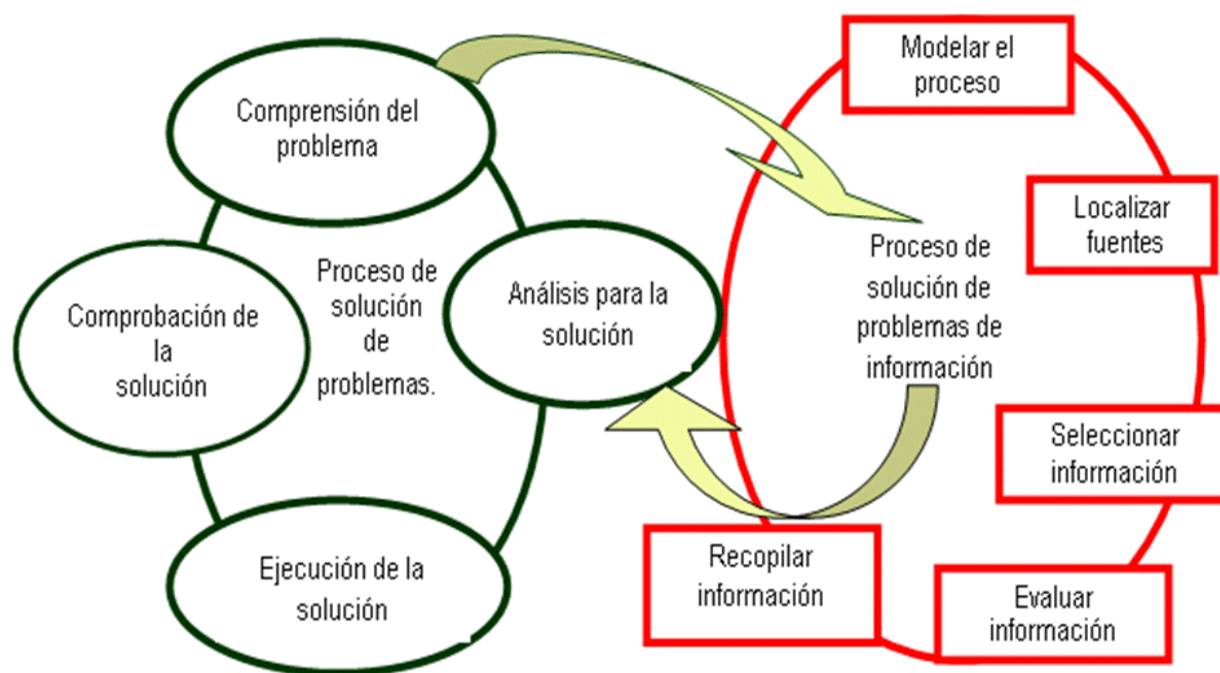 Comprensión del
problema
Proceso de
solución
de
problemas.
Análisis para la
solución
Comprobación de
la
solución
Ejecución de la
solución
Modelar el
proceso
Localizar
fuentes
Proceso de
solución de
problemas de
información
Seleccionar
información
Evaluar
información
Recopilar
información